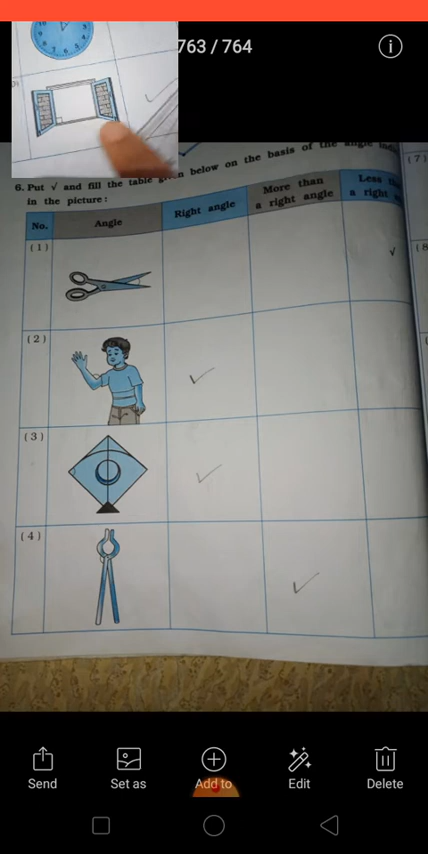 763 / 764
6. Put √ and fill the table below on the basis of the angle
in the picture :
No.
Angle
Right angle
More than
a right angle
Less
a right
(1)
√
(2)
(3)
(4)
(7)
(8
Send
Set as
Add to
Edit
Delete